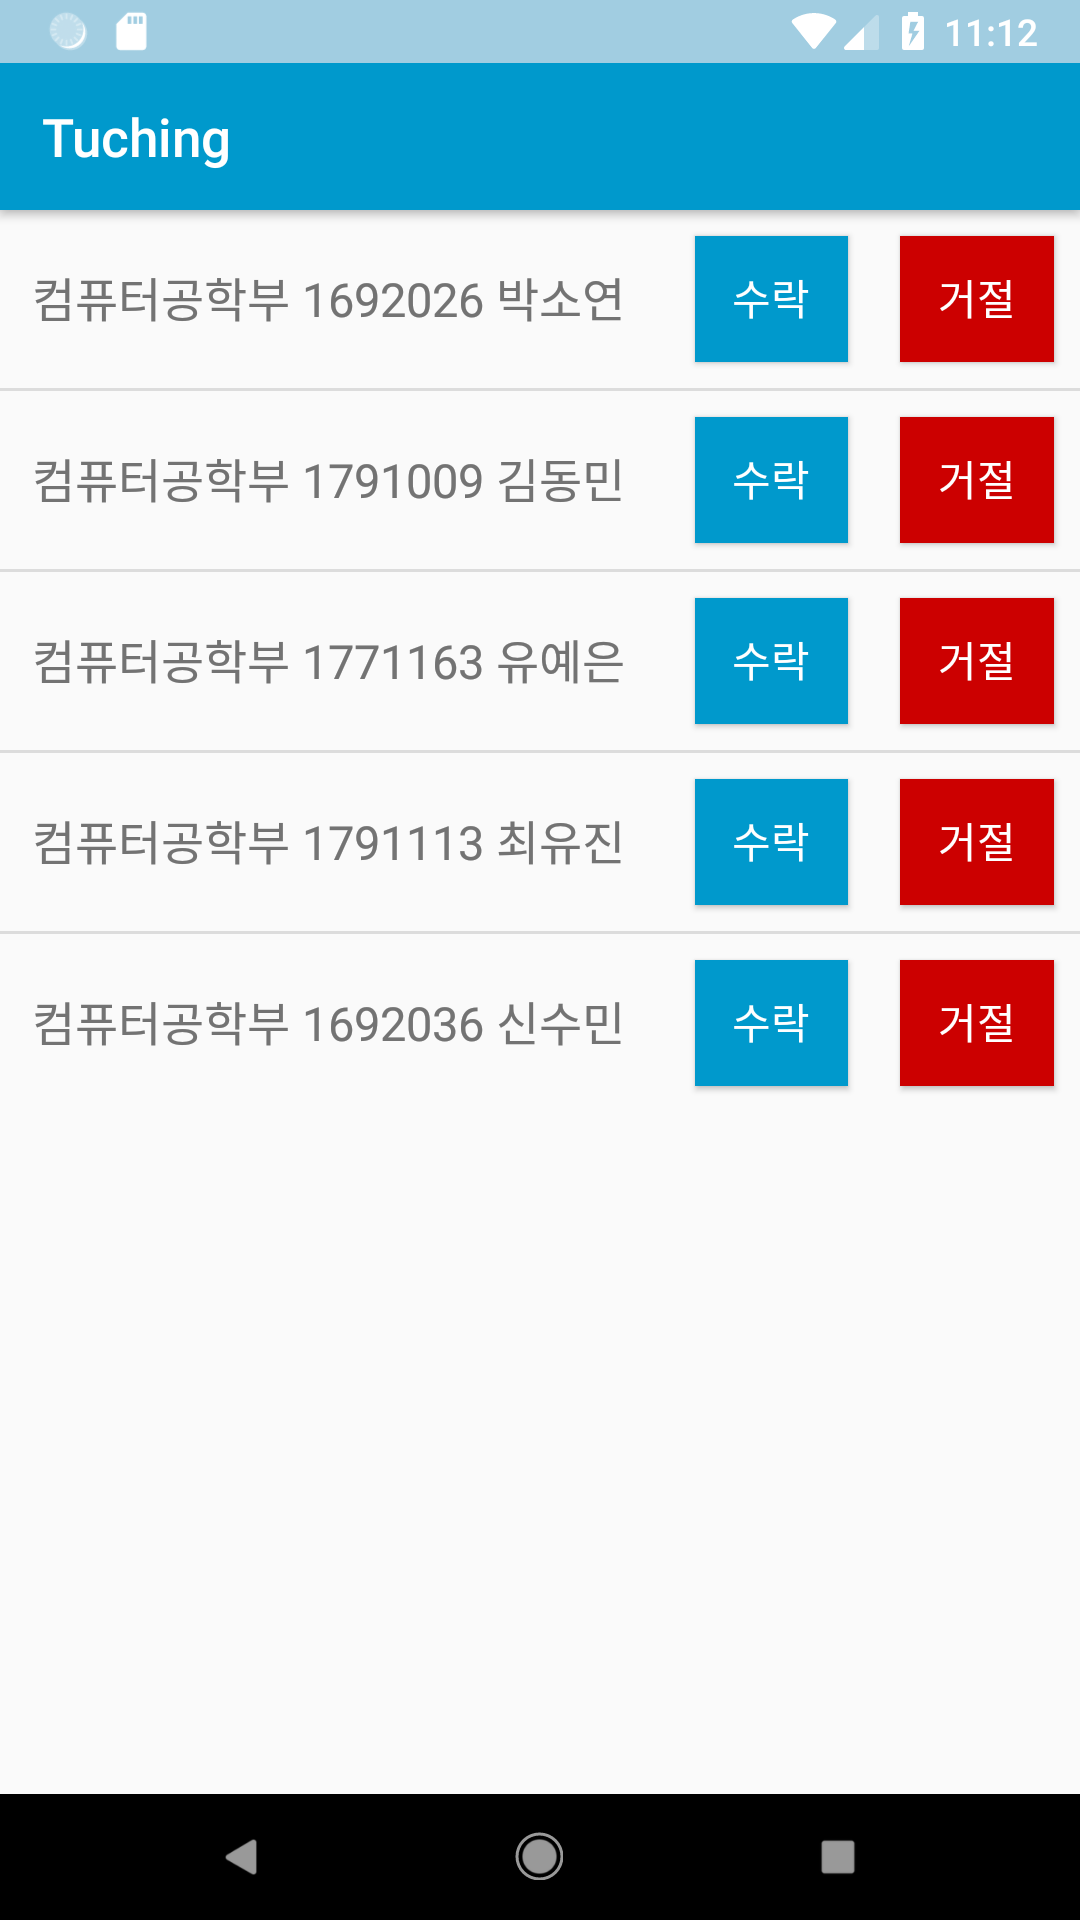 11:12
Tuching
컴퓨터공학부 1692026 박소연 수락 거절
컴퓨터공학부 1791009 김동민 수락 거절
컴퓨터공학부 1771163 유예은 수락 거절
컴퓨터공학부 1791113 최유진 수락 거절
컴퓨터공학부 1692036 신수민 수락 거절